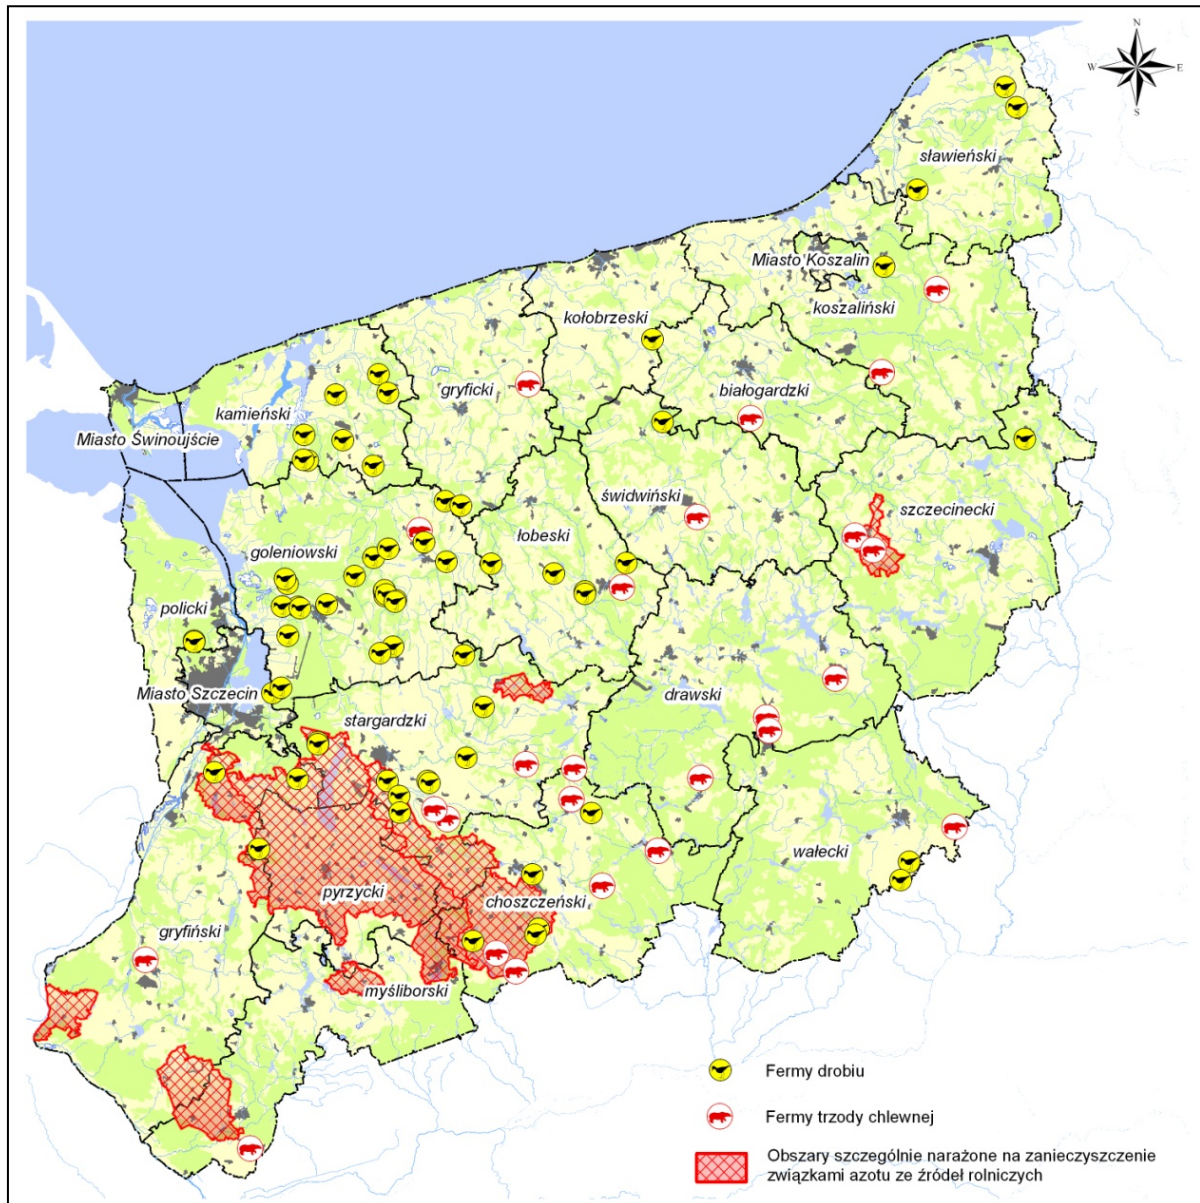 N
W E
S
sławieński
Miasto Koszalin
koszaliński
kołobrzeski
gryficki
białogardzki
kamieński
Miasto Świnoujście
świdwiński
szczecinecki
łobeski
goleniowski
policki
Miasto Szczecin
drawski
stargardzki
wałecki
pyrzycki
choszczeński
gryfiński
myśliborski
Fermy drobiu
Fermy trzody chlewnej
Obszary szczególnie narażone na zanieczyszczenie
związkami azotu ze źródeł rolniczych